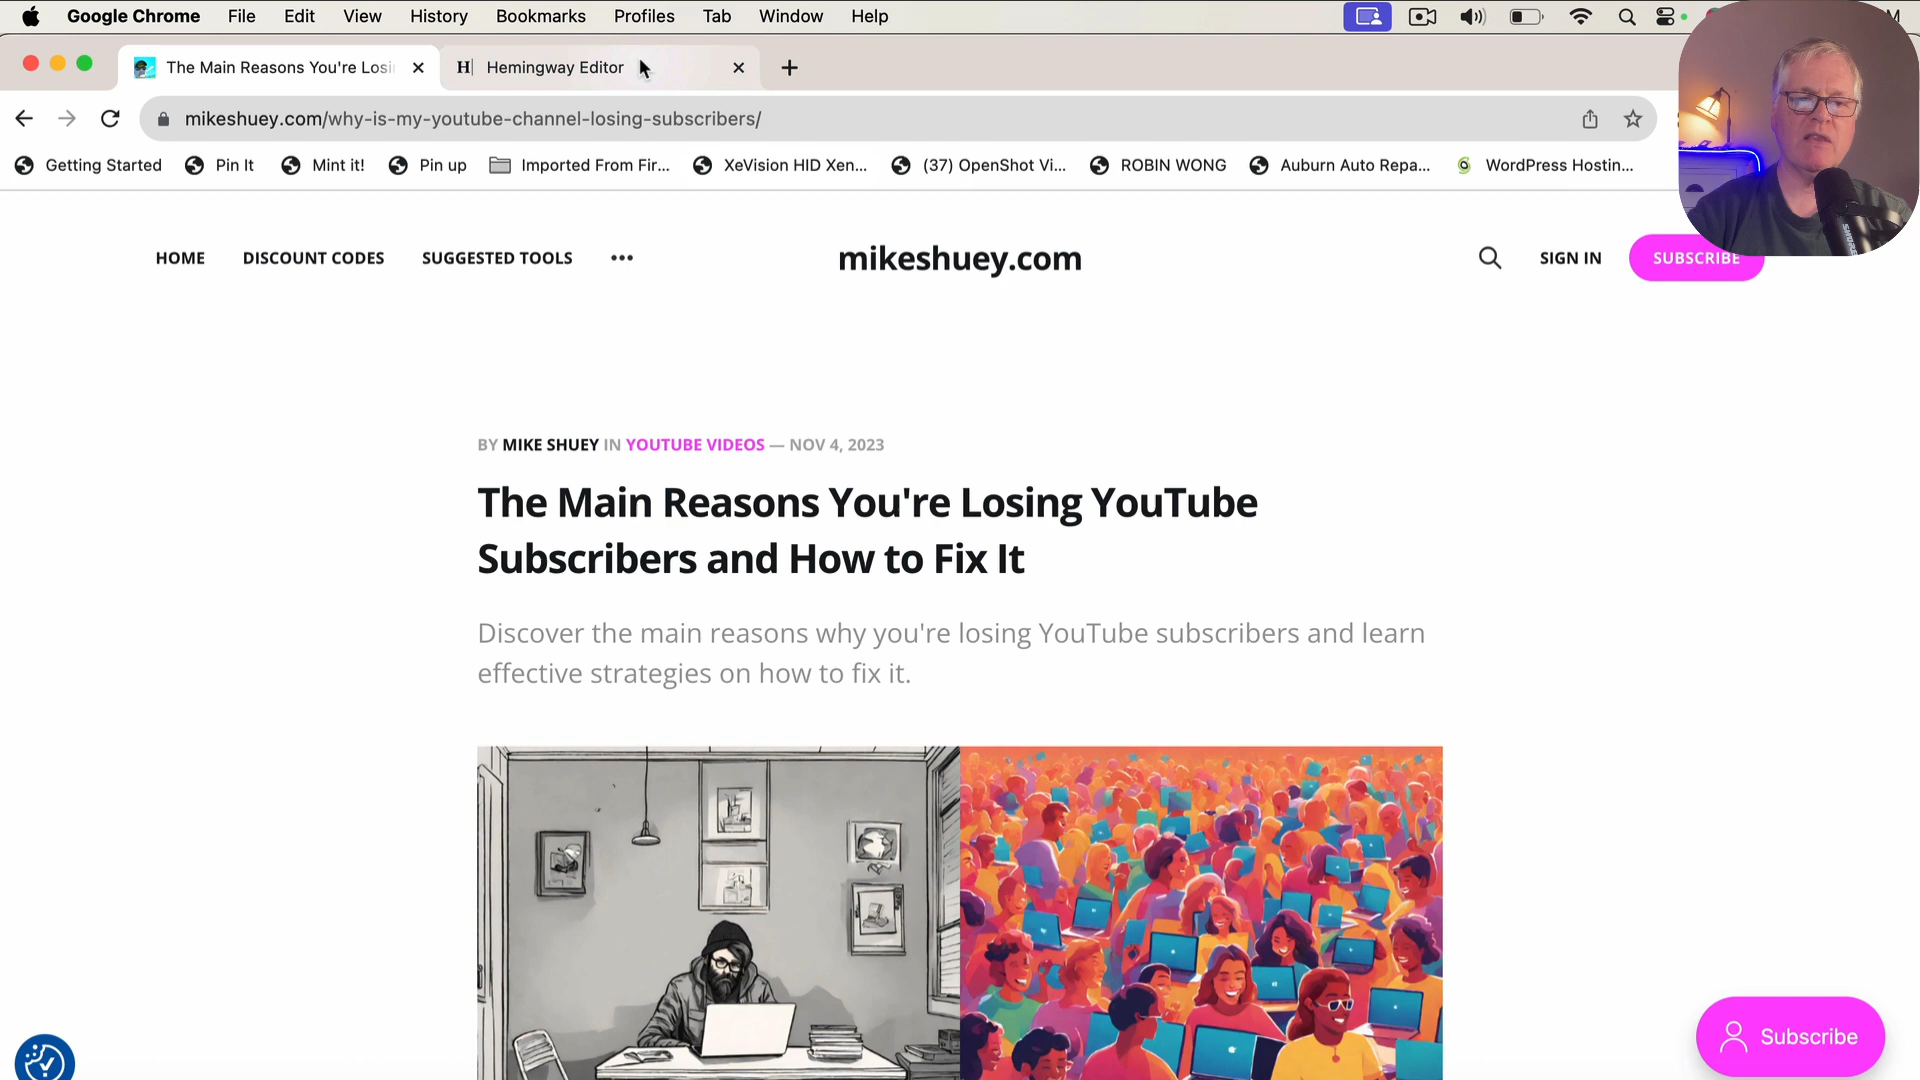 Google Chrome File Edit View History Bookmarks Profiles Tab Window Help
The Main Reasons You're Losi
H Hemingway Editor
mikeshuey.com/why-is-my-youtube-channel-losing-subscribers/
Getting Started Pin It Mint it! Pin up Imported From Fir... XeVision HID Xen... (37) OpenShot Vi... ROBIN WONG Auburn Auto Repa... WordPress Hostin...
HOME DISCOUNT CODES SUGGESTED TOOLS ••• mikeshuey.com SIGN IN SUBSCRIBE
BY MIKE SHUEY IN YOUTUBE VIDEOS — NOV 4, 2023
The Main Reasons You're Losing YouTube
Subscribers and How to Fix It
Discover the main reasons why you're losing YouTube subscribers and learn
effective strategies on how to fix it.
Subscribe